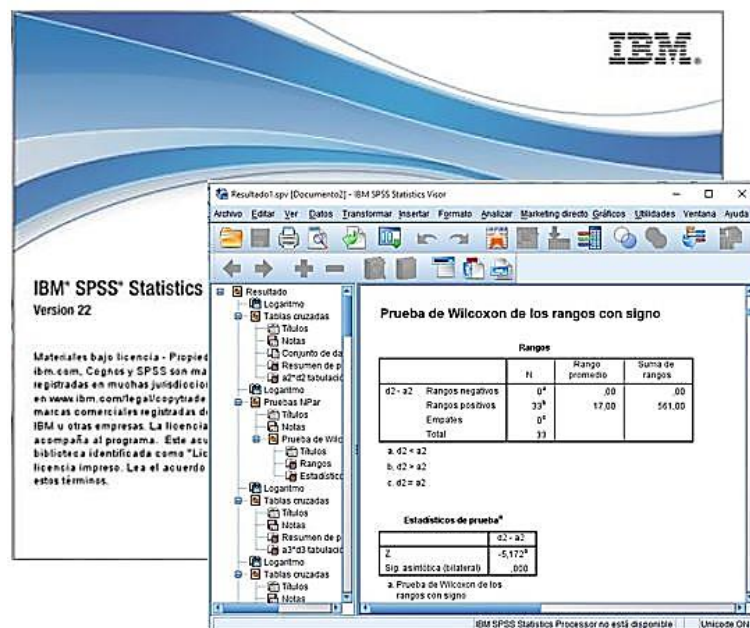 IBM.
IBM® SPSS® Statistics
Version 22
Materiales bajo licencia - Propied
ibm.com, Cognos y SPSS son ma
registradas en muchas jurisdiccion
en www.ibm.com/legal/copytrade
marcas comerciales registradas d
IBM u otras empresas. La licencia
acompaña al programa. Este acu
biblioteca identificada como "Lic
licencia impreso. Lea el acuerdo
estos términos.
Resultado1.spv [Documento2] - IBM SPSS Statistics Visor
Archivo Editar Ver Datos Transformar Insertar Formato Analizar Marketing directo Gráficos Utilidades Ventana Ayuda
Resultado
Logaritmo
Tablas cruzadas
Títulos
Notas
Conjunto de da
Resumen de p
a2*d2 tabulació
Logaritmo
Pruebas NPar
Títulos
Notas
Prueba de Wilc
Títulos
Rangos
Estadístico
Logaritmo
Tablas cruzadas
Títulos
Notas
Resumen de p
a3*d3 tabulació
Logaritmo
Tablas cruzadas
Títulos
Notas
Prueba de Wilcoxon de los rangos con signo
Rangos
N Rango promedio Suma de rangos
d2 - a2 Rangos negativos 0a ,00 ,00
Rangos positivos 33b 17,00 561,00
Empates 0c
Total 33
a. d2 < a2
b. d2 > a2
c. d2 = a2
Estadísticos de pruebaa
d2 - a2
Z -5,172b
Sig. asintótica (bilateral) ,000
a. Prueba de Wilcoxon de los
rangos con signo
IBM SPSS Statistics Processor no está disponible Unicode:ON